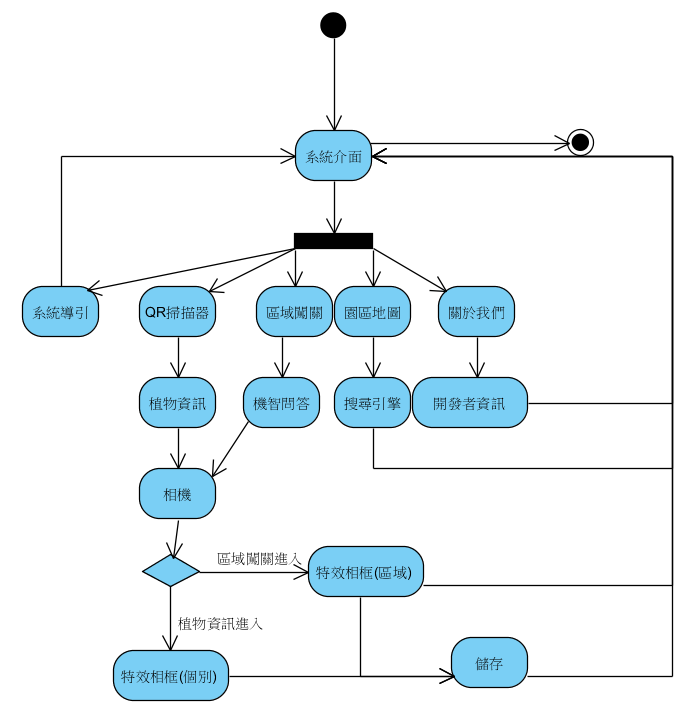 系統介面
系統導引
QR掃描器
區域闖關
園區地圖
關於我們
植物資訊
機智問答
搜尋引擎
開發者資訊
相機
區域闖關進入
特效相框(區域)
植物資訊進入
特效相框(個別)
儲存